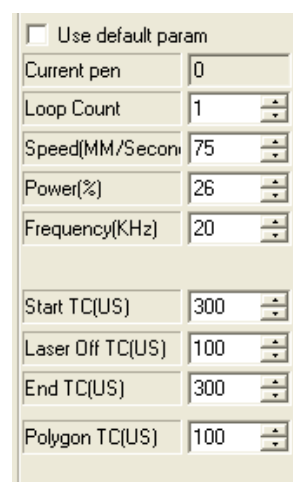 Use default param
Current pen 0
Loop Count 1
Speed(MM/Secon 75
Power(%) 26
Frequency(KHz) 20
Start TC(US) 300
Laser Off TC(US) 100
End TC(US) 300
Polygon TC(US) 100